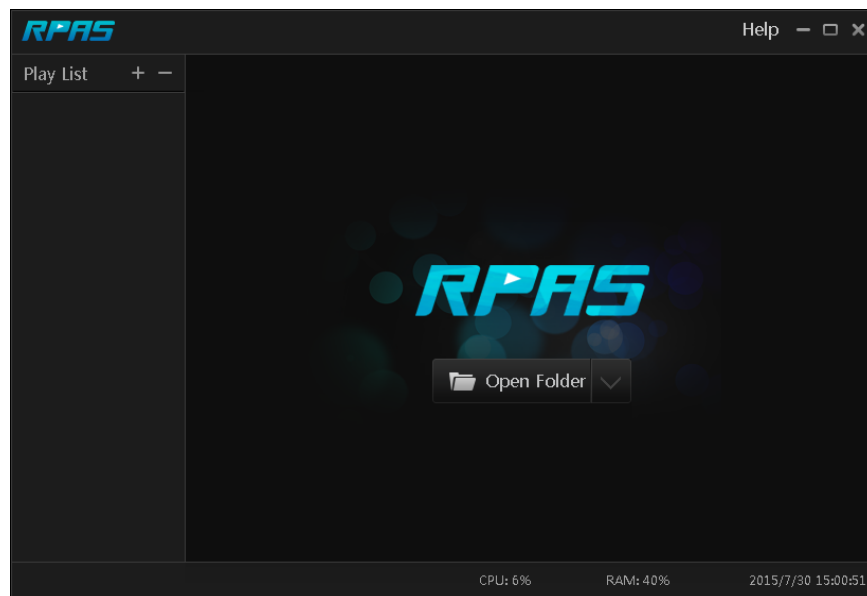 RPAS
Help
Play List
RPAS
Open Folder
CPU: 6% RAM: 40% 2015/7/30 15:00:51